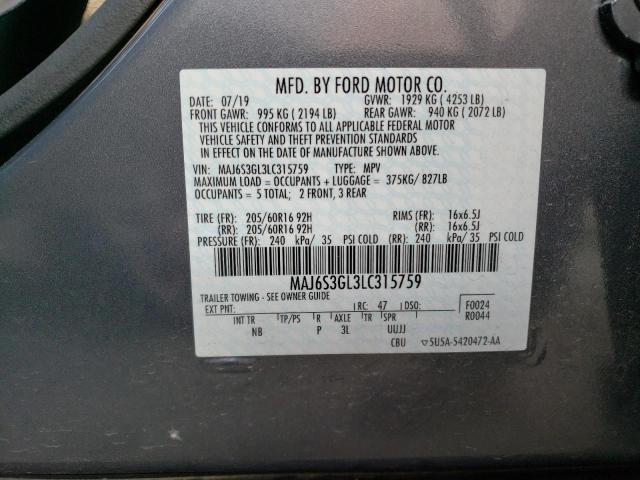 MFD. BY FORD MOTOR CO.
DATE: 07/19 GVWR: 1929 KG ( 4253 LB)
FRONT GAWR: 995 KG ( 2194 LB) REAR GAWR: 940 KG ( 2072 LB)
THIS VEHICLE CONFORMS TO ALL APPLICABLE FEDERAL MOTOR
VEHICLE SAFETY AND THEFT PREVENTION STANDARDS
IN EFFECT ON THE DATE OF MANUFACTURE SHOWN ABOVE.
VIN: MAJ6S3GL3LC315759 TYPE: MPV
MAXIMUM LOAD = OCCUPANTS + LUGGAGE = 375KG/ 827LB
OCCUPANTS = 5 TOTAL; 2 FRONT, 3 REAR
TIRE (FR): 205/60R16 92H RIMS (FR): 16x6.5J
(RR): 205/60R16 92H (RR): 16x6.5J
PRESSURE (FR): 240 kPa/ 35 PSI COLD (RR): 240 kPa/ 35 PSI COLD
MAJ6S3GL3LC315759
TRAILER TOWING - SEE OWNER GUIDE
EXT PNT: RC: 47 DSO: F0024
R0044
INT TR TP/PS R AXLE TR SPR
NB P 3L UUJJ
CBU ▽5U5A-5420472-AA